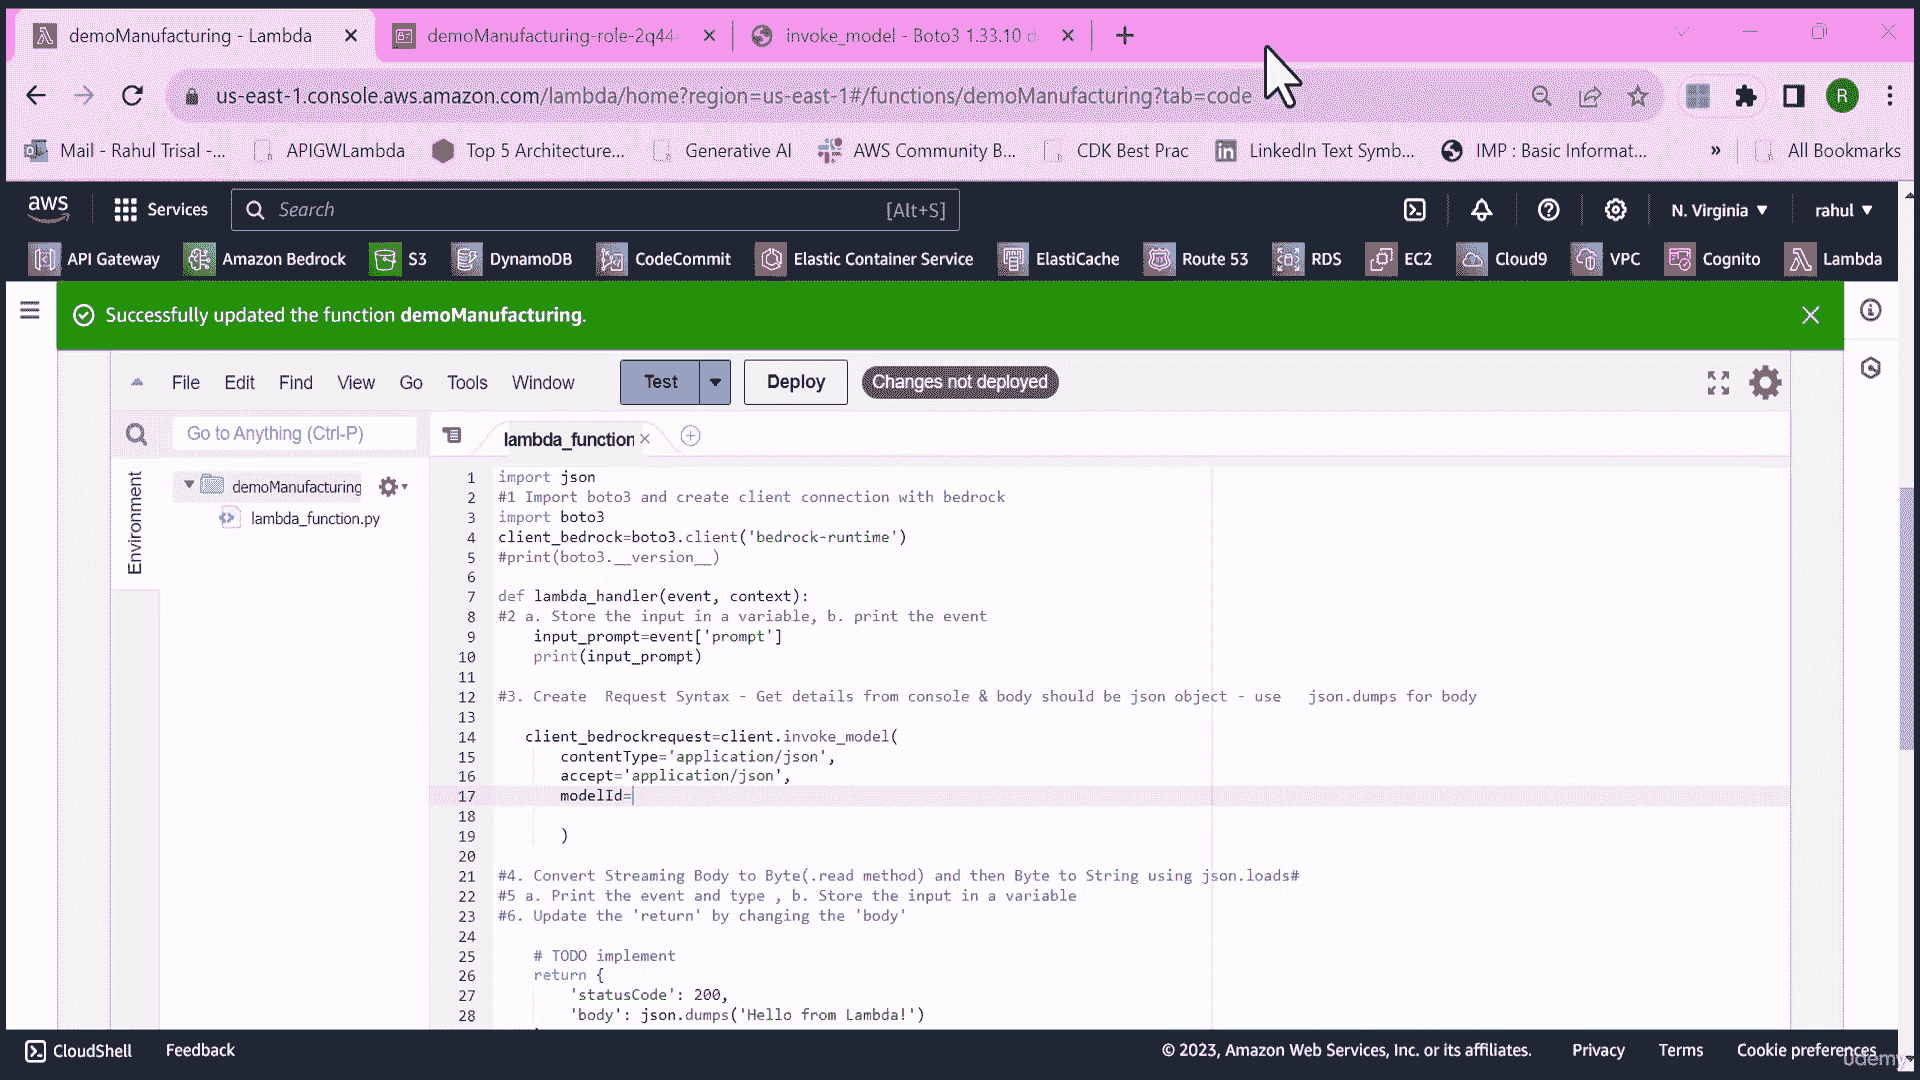 demoManufacturing - Lambda
demoManufacturing-role-2q44
invoke_model - Boto3 1.33.10 d
us-east-1.console.aws.amazon.com/lambda/home?region=us-east-1#/functions/demoManufacturing?tab=code
R
Mail - Rahul Trisal -... APIGWLambda Top 5 Architecture... Generative AI AWS Community B... CDK Best Prac LinkedIn Text Symb... IMP : Basic Informat... » All Bookmarks
aws Services Search [Alt+S] N. Virginia rahul
API Gateway Amazon Bedrock S3 DynamoDB CodeCommit Elastic Container Service ElastiCache Route 53 RDS EC2 Cloud9 VPC Cognito Lambda
Successfully updated the function demoManufacturing.
File Edit Find View Go Tools Window Test Deploy Changes not deployed
Go to Anything (Ctrl-P)
lambda_function
Environment
demoManufacturing
lambda_function.py
1 import json
2 #1 Import boto3 and create client connection with bedrock
3 import boto3
4 client_bedrock=boto3.client('bedrock-runtime')
5 #print(boto3.__version__)
6
7 def lambda_handler(event, context):
8 #2 a. Store the input in a variable, b. print the event
9 input_prompt=event['prompt']
10 print(input_prompt)
11
12 #3. Create  Request Syntax - Get details from console & body should be json object - use   json.dumps for body
13
14 client_bedrockrequest=client.invoke_model(
15 contentType='application/json',
16 accept='application/json',
17 modelId=
18
19 )
20
21 #4. Convert Streaming Body to Byte(.read method) and then Byte to String using json.loads#
22 #5 a. Print the event and type , b. Store the input in a variable
23 #6. Update the 'return' by changing the 'body'
24
25 # TODO implement
26 return {
27 'statusCode': 200,
28 'body': json.dumps('Hello from Lambda!')
CloudShell Feedback © 2023, Amazon Web Services, Inc. or its affiliates. Privacy Terms Cookie preferences
udemy